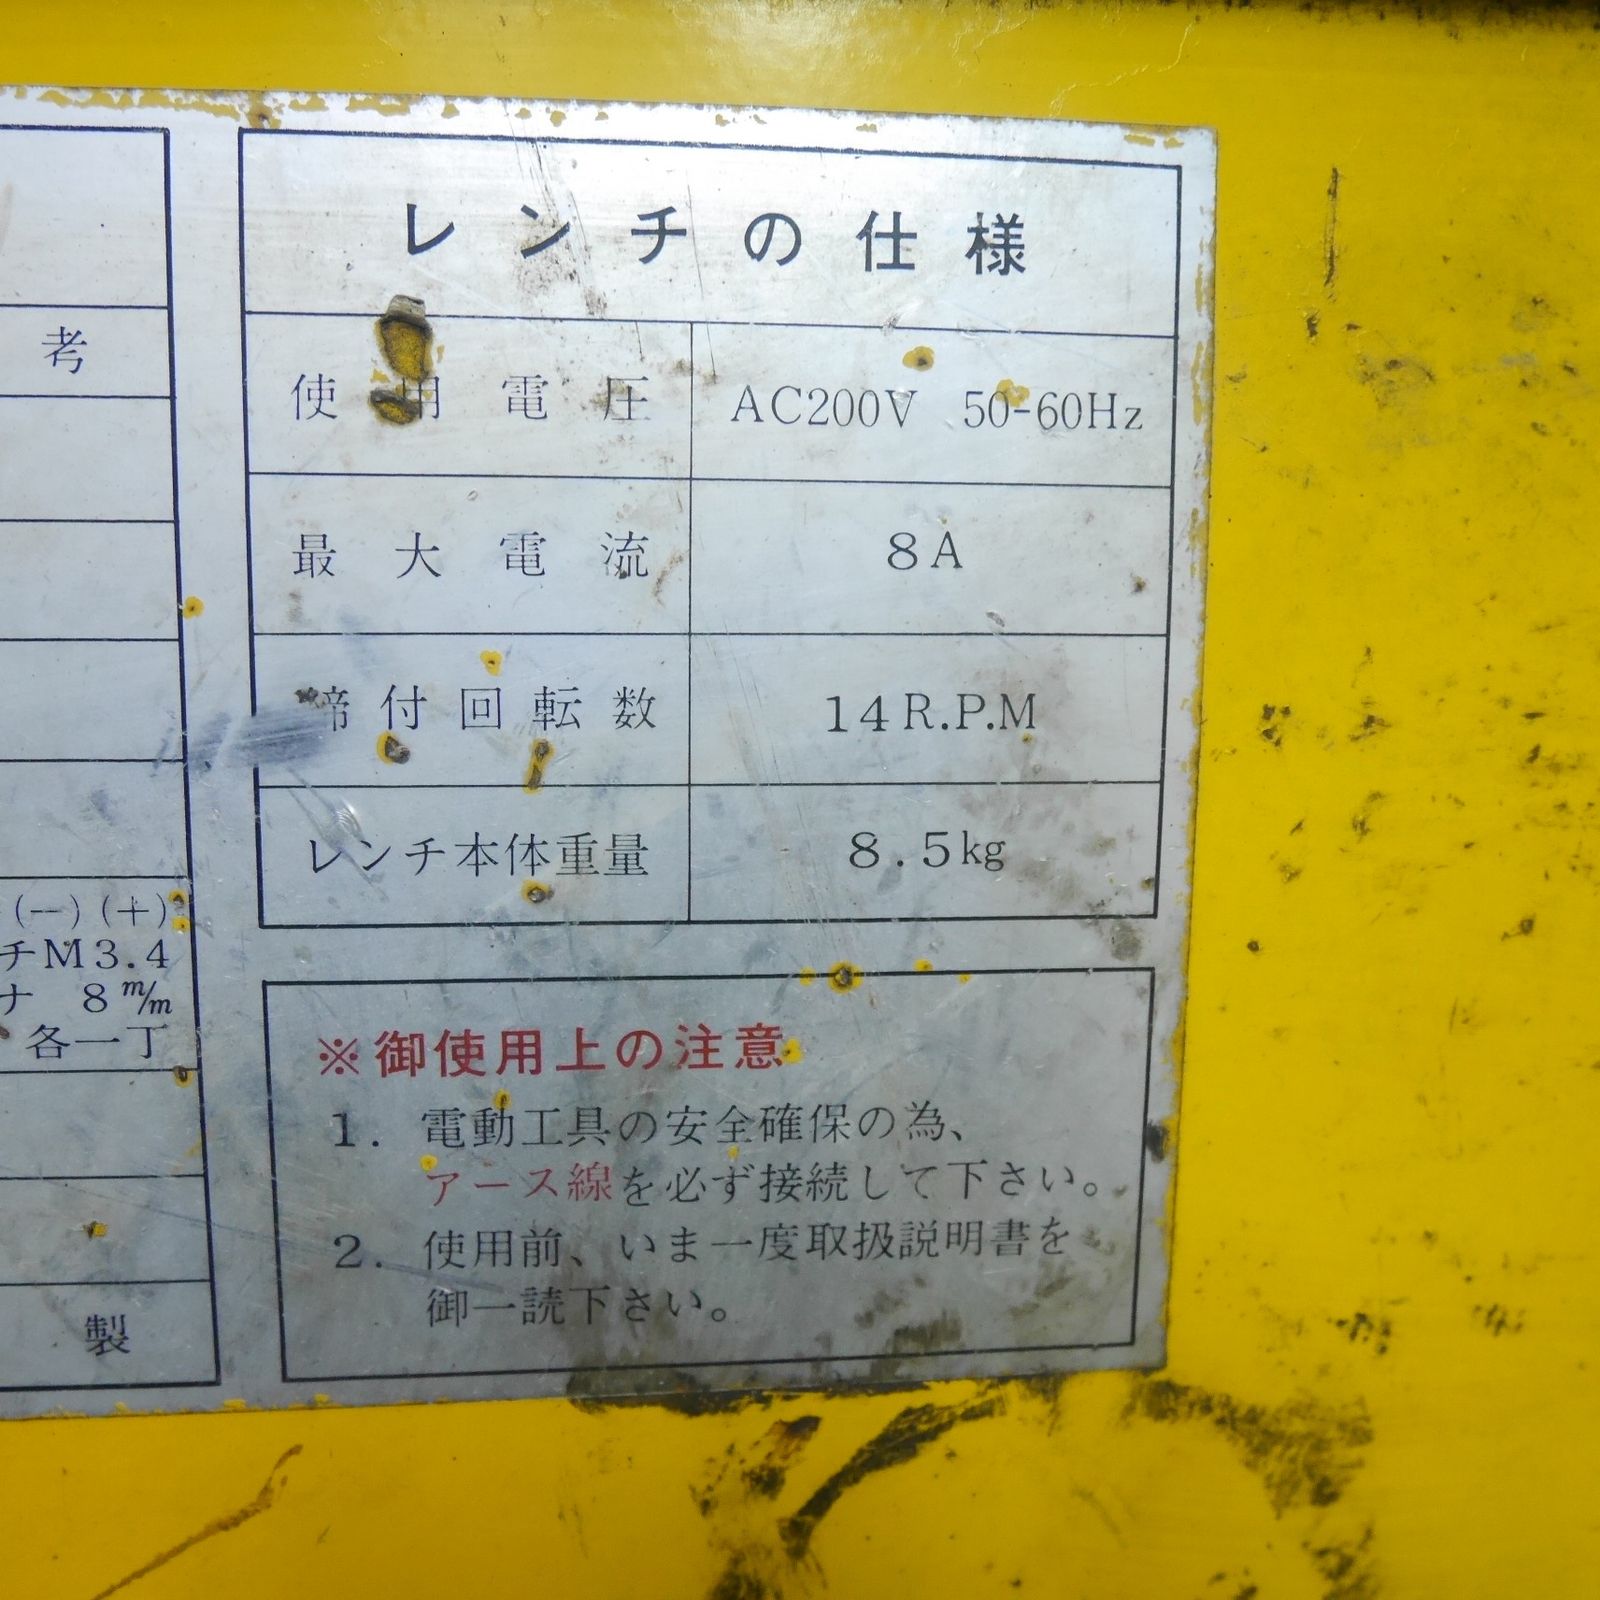 考
(−)(+)
チM3.4
ナ 8 m/m
各一丁
製
レンチの仕様
使用電圧 AC200V 50-60Hz
最大電流 8A
締付回転数 14R.P.M
レンチ本体重量 8.5kg
※御使用上の注意
1. 電動工具の安全確保の為、
アース線を必ず接続して下さい。
2. 使用前、いま一度取扱説明書を
御一読下さい。